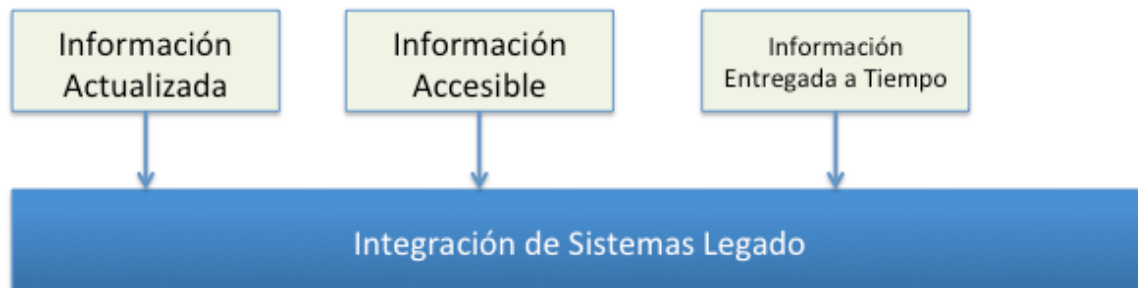 Información
Actualizada
Información
Accesible
Información
Entregada a Tiempo
Integración de Sistemas Legado